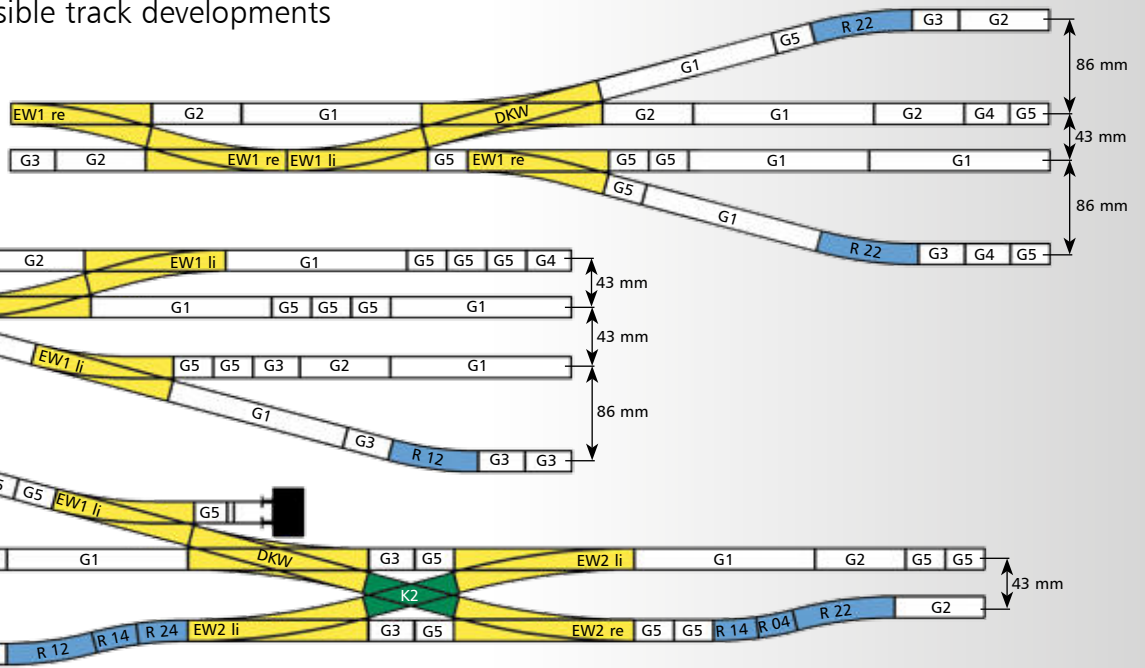 sible track developments
G3 G2
R 22
G5
G1
86 mm
EW1 re G2 G1 DKW G2 G1 G2 G4 G5
43 mm
G3 G2 EW1 re EW1 li G5 EW1 re G5 G5 G1 G1
G5
G1
86 mm
R 22 G3 G4 G5
G2 EW1 li G1 G5 G5 G5 G4
43 mm
G1 G5 G5 G5 G1
43 mm
EW1 li G5 G5 G3 G2 G1
G1
86 mm
G3
R 12 G3 G3
5 G5 EW1 li G5
G1 DKW G3 G5 EW2 li G1 G2 G5 G5
43 mm
K2
R 22 G2
R 12 R 14 R 24 EW2 li G3 G5 EW2 re G5 G5 R 14 R 04